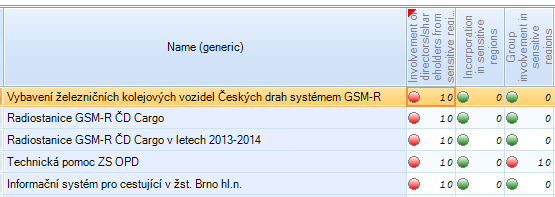 Name (generic)
Involvement of
directors/shar
eholders from
sensitive regi...
Incorporation
in sensitive
regions
Group
involvement in
sensitive
regions
Vybavení železničních kolejových vozidel Českých drah systémem GSM-R 10 0 0
Radiostanice GSM-R ČD Cargo 10 0 0
Radiostanice GSM-R ČD Cargo v letech 2013-2014 10 0 0
Technická pomoc ZS OPD 10 0 10
Informační systém pro cestující v žst. Brno hl.n. 10 0 0